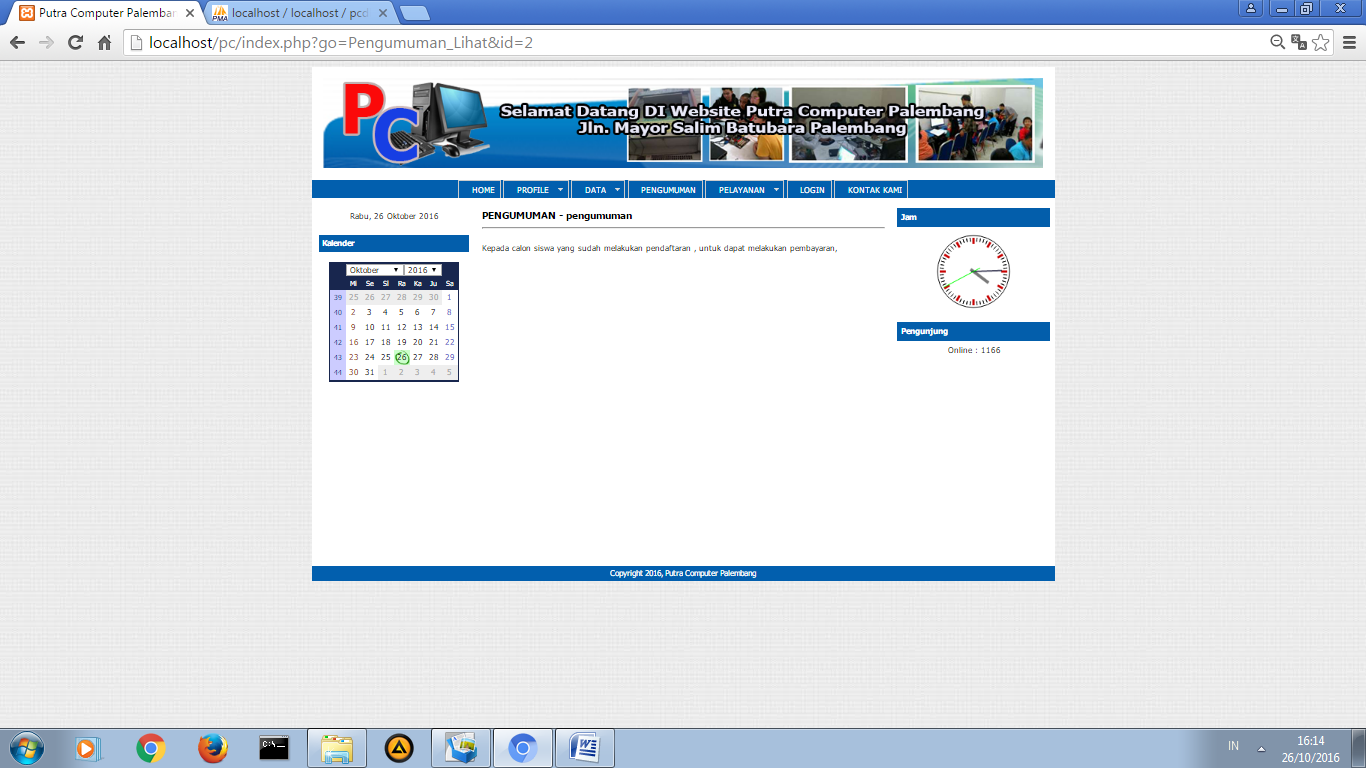 Putra Computer Palembar
localhost / localhost / pcd
localhost/pc/index.php?go=Pengumuman_Lihat&id=2
PC
Selamat Datang DI Website Putra Computer Palembang
Jln. Mayor Salim Batubara Palembang
HOME PROFILE DATA PENGUMUMAN PELAYANAN LOGIN KONTAK KAMI
Rabu, 26 Oktober 2016
Kalender
Oktober 2016
Mi Se Sl Ra Ka Ju Sa
39 25 26 27 28 29 30 1
40 2 3 4 5 6 7 8
41 9 10 11 12 13 14 15
42 16 17 18 19 20 21 22
43 23 24 25 26 27 28 29
44 30 31 1 2 3 4 5
PENGUMUMAN - pengumuman
Kepada calon siswa yang sudah melakukan pendaftaran , untuk dapat melakukan pembayaran,
Jam
Pengunjung
Online : 1166
Copyright 2016, Putra Computer Palembang
IN
16:14
26/10/2016